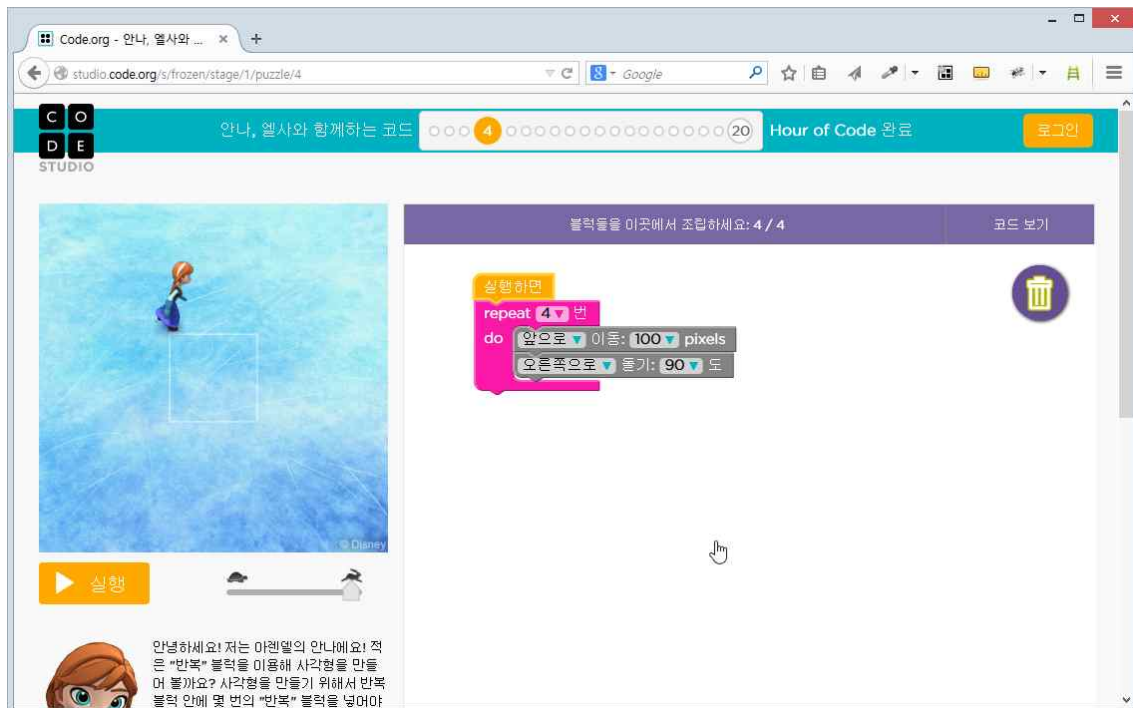 Code.org - 안나, 엘사와 ...
studio.code.org/s/frozen/stage/1/puzzle/4
Google
CODE
STUDIO
안나, 엘사와 함께하는 코드
4
20
Hour of Code 완료
로그인
블럭들을 이곳에서 조립하세요: 4 / 4
코드 보기
실행하면
repeat 4 번
do 앞으로 이동: 100 pixels
오른쪽으로 돌기: 90 도
© Disney
실행
안녕하세요! 저는 아렌델의 안나에요! 적
은 "반복" 블럭을 이용해 사각형을 만들
어 볼까요? 사각형을 만들기 위해서 반복
블럭 안에 몇 번의 "반복" 블럭을 넣어야